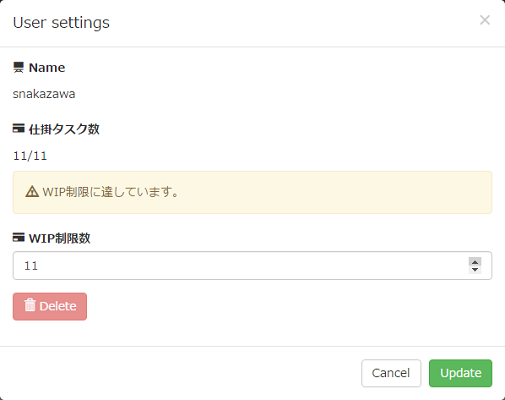 User settings
×
Name
snakazawa
仕掛タスク数
11/11
WIP制限に達しています。
WIP制限数
11
Delete
Cancel
Update